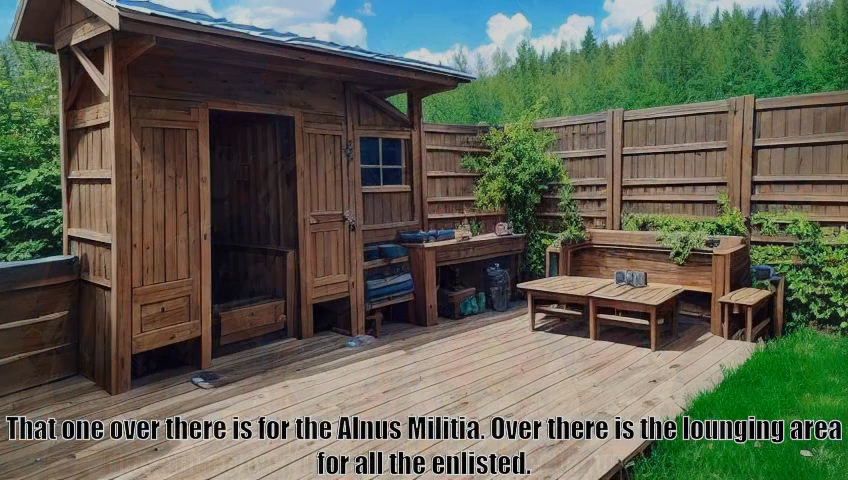 That one over there is for the Alnus Militia. Over there is the lounging area
for all the enlisted.